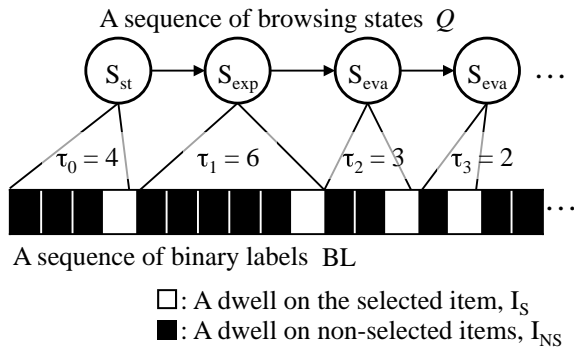 A sequence of browsing states Q
S_st S_exp S_eva S_eva ...
τ_0 = 4 τ_1 = 6 τ_2 = 3 τ_3 = 2
...
A sequence of binary labels BL
□: A dwell on the selected item, I_S
■: A dwell on non-selected items, I_NS